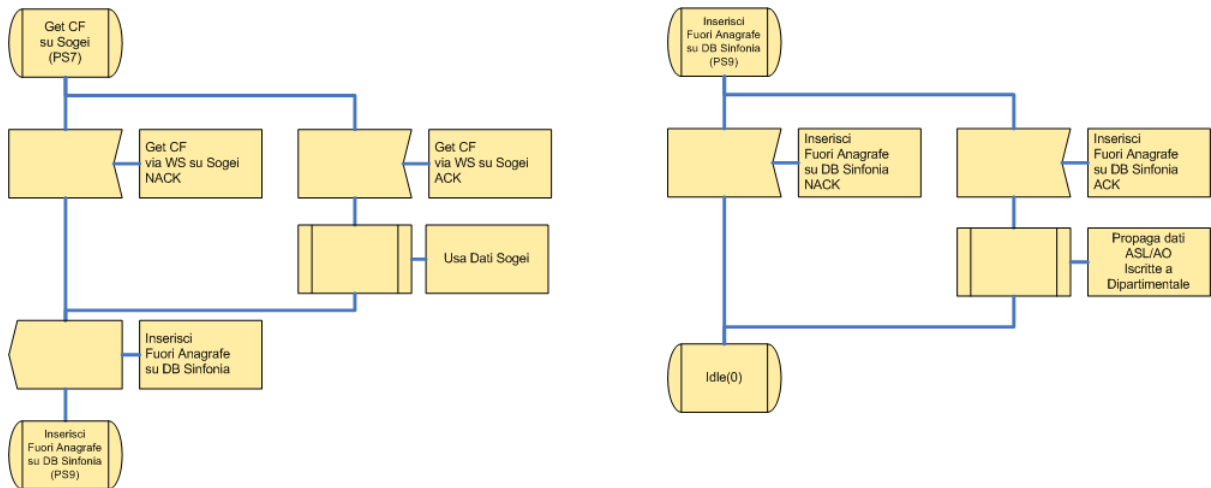 Get CF
su Sogei
(PS7)
Get CF
via WS su Sogei
NACK
Get CF
via WS su Sogei
ACK
Usa Dati Sogei
Inserisci
Fuori Anagrafe
su DB Sinfonia
Inserisci
Fuori Anagrafe
su DB Sinfonia
(PS9)
Inserisci
Fuori Anagrafe
su DB Sinfonia
(PS9)
Inserisci
Fuori Anagrafe
su DB Sinfonia
NACK
Inserisci
Fuori Anagrafe
su DB Sinfonia
ACK
Propaga dati
ASL/AO
Iscritte a
Dipartimentale
Idle(0)